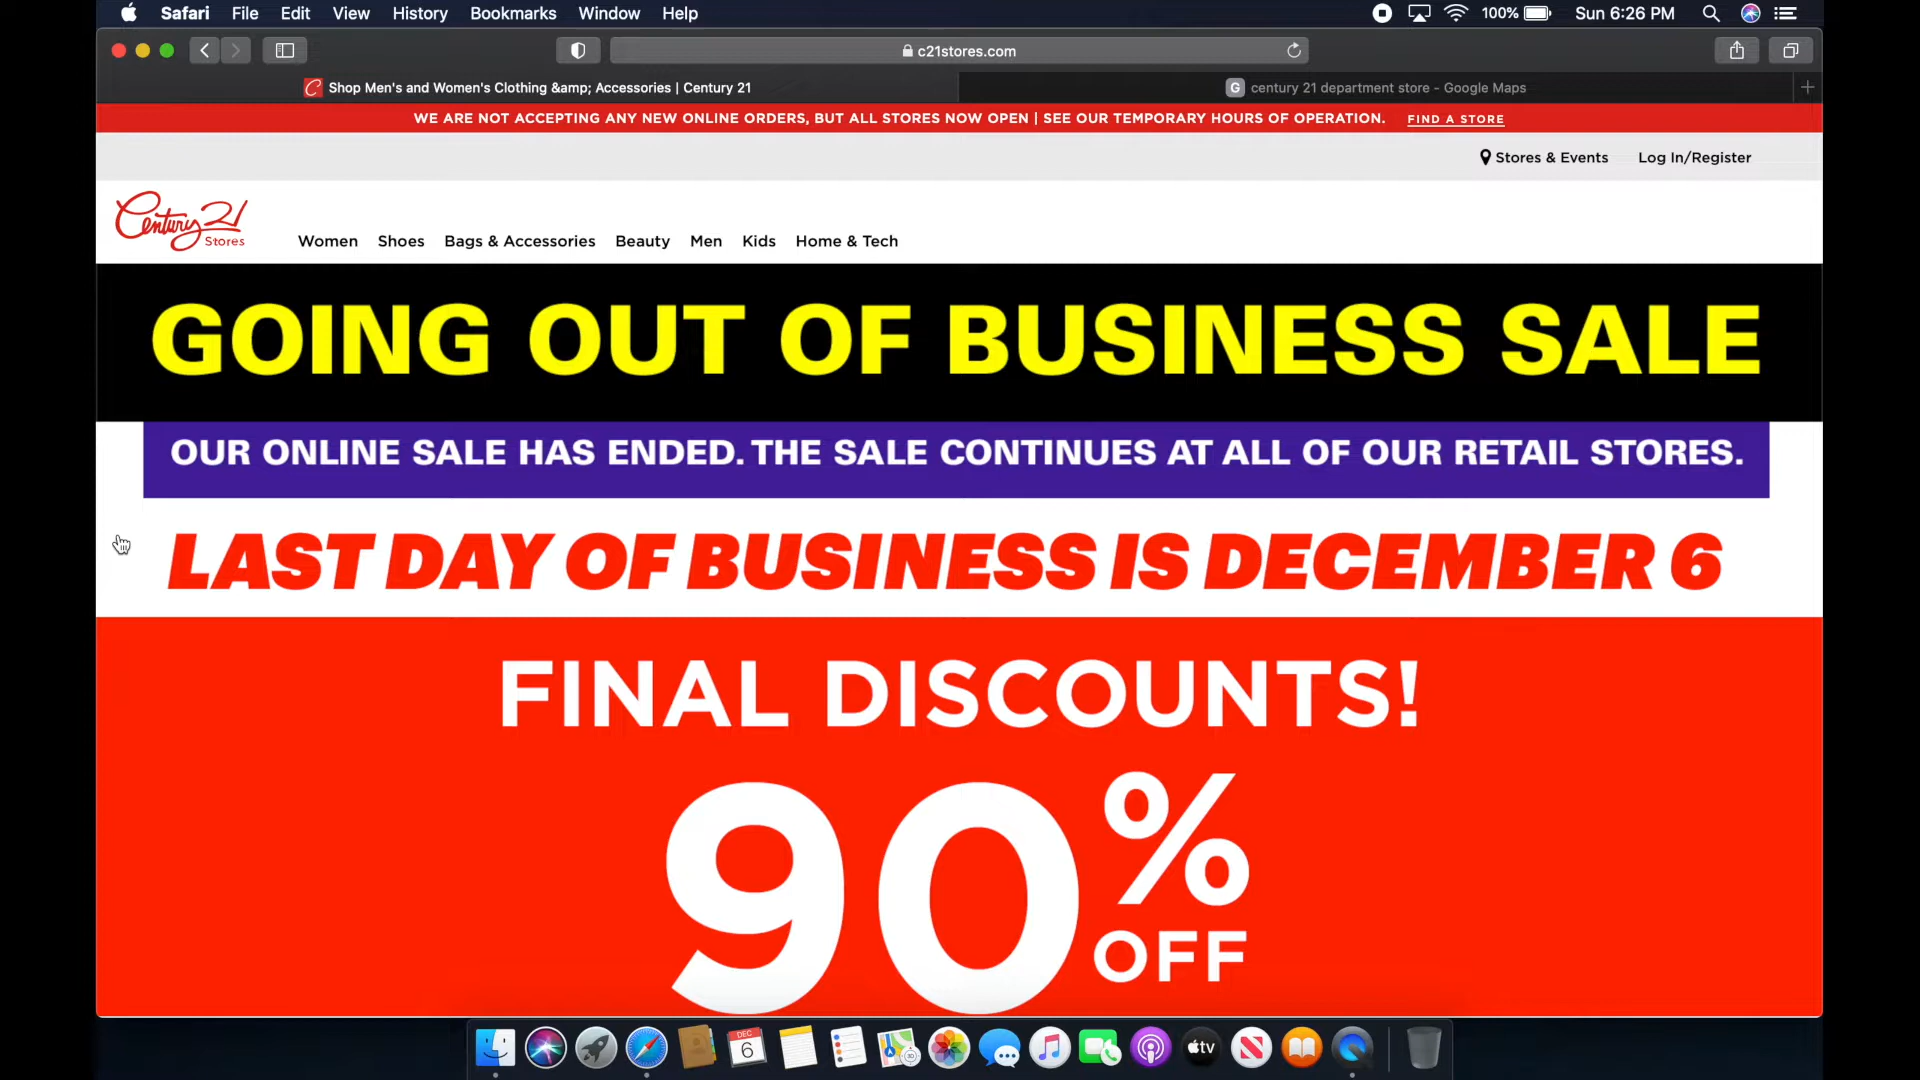 Safari File Edit View History Bookmarks Window Help 100% Sun 6:26 PM
c21stores.com
Shop Men's and Women's Clothing &amp; Accessories | Century 21
G century 21 department store - Google Maps
WE ARE NOT ACCEPTING ANY NEW ONLINE ORDERS, BUT ALL STORES NOW OPEN | SEE OUR TEMPORARY HOURS OF OPERATION. FIND A STORE
Stores & Events Log In/Register
Century 21 Stores
Women Shoes Bags & Accessories Beauty Men Kids Home & Tech
GOING OUT OF BUSINESS SALE
OUR ONLINE SALE HAS ENDED. THE SALE CONTINUES AT ALL OF OUR RETAIL STORES.
LAST DAY OF BUSINESS IS DECEMBER 6
FINAL DISCOUNTS!
90% OFF
DEC 6
3D
tv